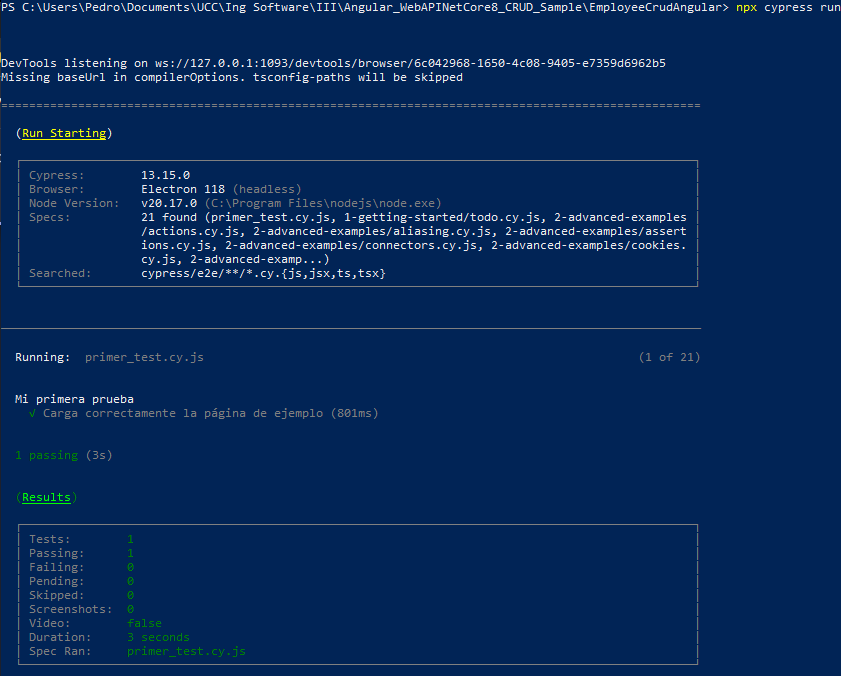 PS C:\Users\Pedro\Documents\UCC\Ing Software\III\Angular_WebAPINetCore8_CRUD_Sample\EmployeeCrudAngular> npx cypress run
DevTools listening on ws://127.0.0.1:1093/devtools/browser/6c042968-1650-4c08-9405-e7359d6962b5
Missing baseUrl in compilerOptions. tsconfig-paths will be skipped
====================================================================================================
(Run Starting)
Cypress: 13.15.0
Browser: Electron 118 (headless)
Node Version: v20.17.0 (C:\Program Files\nodejs\node.exe)
Specs: 21 found (primer_test.cy.js, 1-getting-started/todo.cy.js, 2-advanced-examples
/actions.cy.js, 2-advanced-examples/aliasing.cy.js, 2-advanced-examples/assert
ions.cy.js, 2-advanced-examples/connectors.cy.js, 2-advanced-examples/cookies.
cy.js, 2-advanced-examp...)
Searched: cypress/e2e/**/*.cy.{js,jsx,ts,tsx}
Running: primer_test.cy.js (1 of 21)
Mi primera prueba
√ Carga correctamente la página de ejemplo (801ms)
1 passing (3s)
(Results)
Tests: 1
Passing: 1
Failing: 0
Pending: 0
Skipped: 0
Screenshots: 0
Video: false
Duration: 3 seconds
Spec Ran: primer_test.cy.js